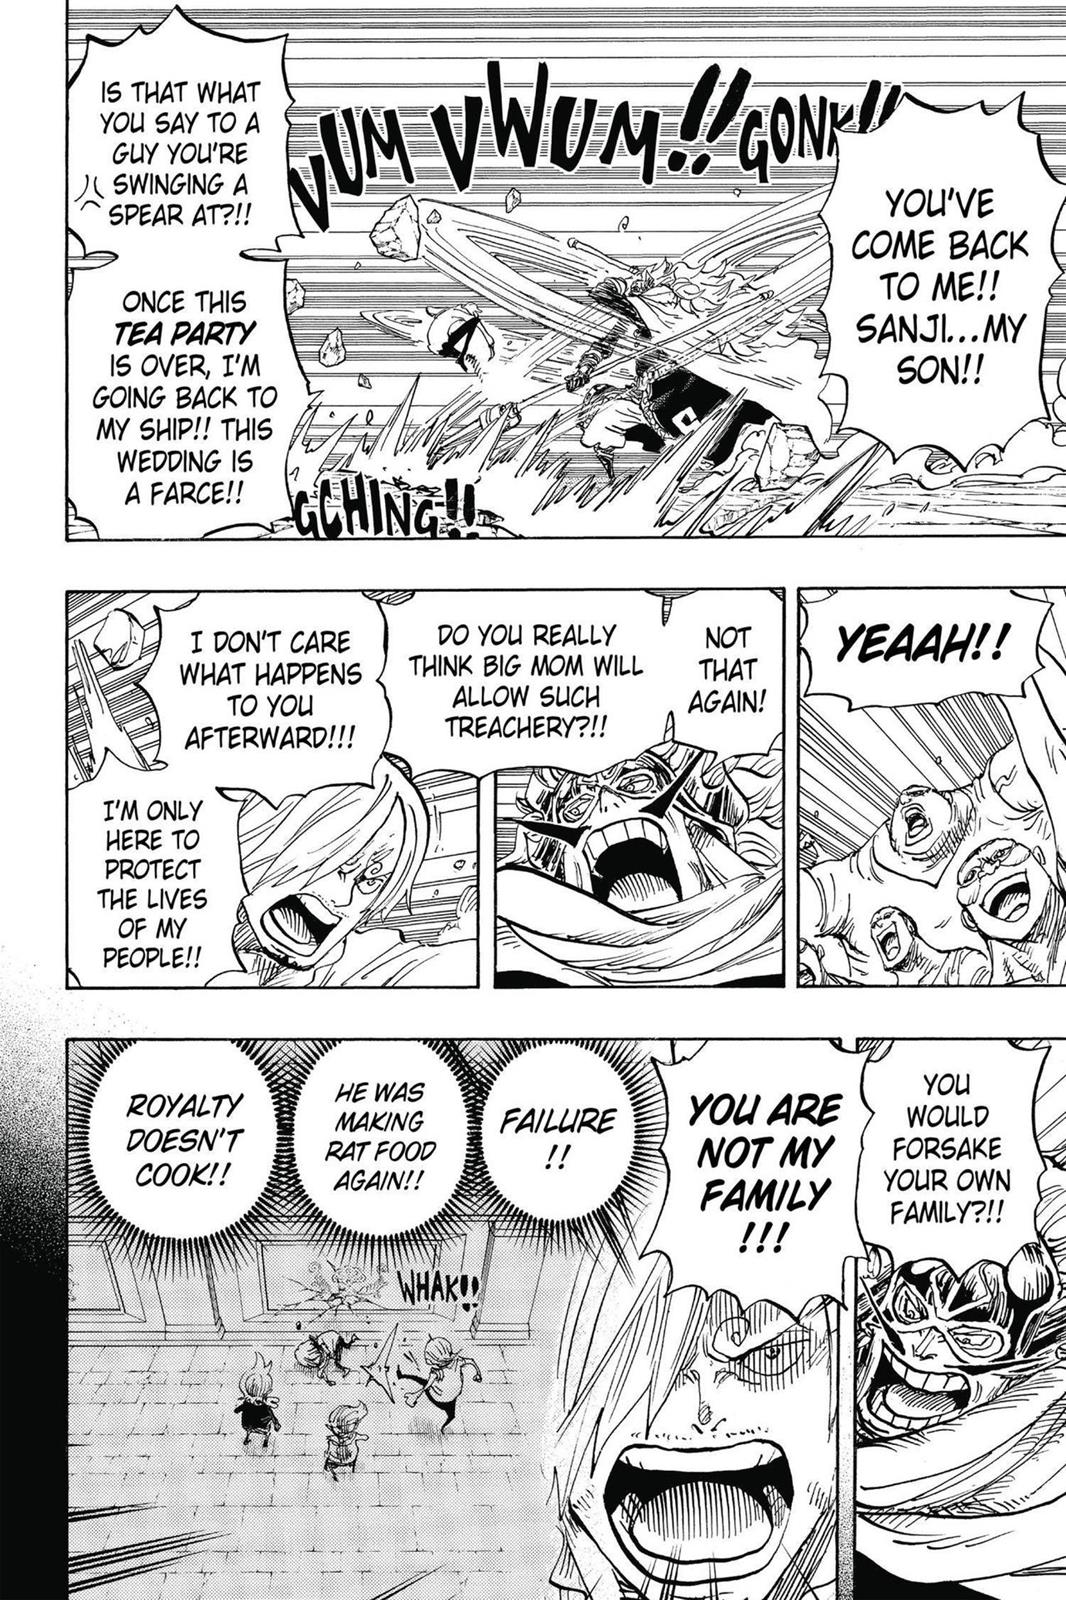 YOU'VE
COME BACK
TO ME!!
SANJI...MY
SON!!
GONK!!
VUM VWUM!!
GCHING!!
IS THAT WHAT
YOU SAY TO A
GUY YOU'RE
SWINGING A
SPEAR AT?!!
ONCE THIS
TEA PARTY
IS OVER, I'M
GOING BACK TO
MY SHIP!! THIS
WEDDING IS
A FARCE!!
YEAAH!!
NOT
THAT
AGAIN!
DO YOU REALLY
THINK BIG MOM WILL
ALLOW SUCH
TREACHERY?!!
I DON'T CARE
WHAT HAPPENS
TO YOU
AFTERWARD!!!
I'M ONLY
HERE TO
PROTECT
THE LIVES
OF MY
PEOPLE!!
YOU
WOULD
FORSAKE
YOUR OWN
FAMILY?!!
YOU ARE
NOT MY
FAMILY
!!!
FAILURE
!!
HE WAS
MAKING
RAT FOOD
AGAIN!!
ROYALTY
DOESN'T
COOK!!
WHAK!!